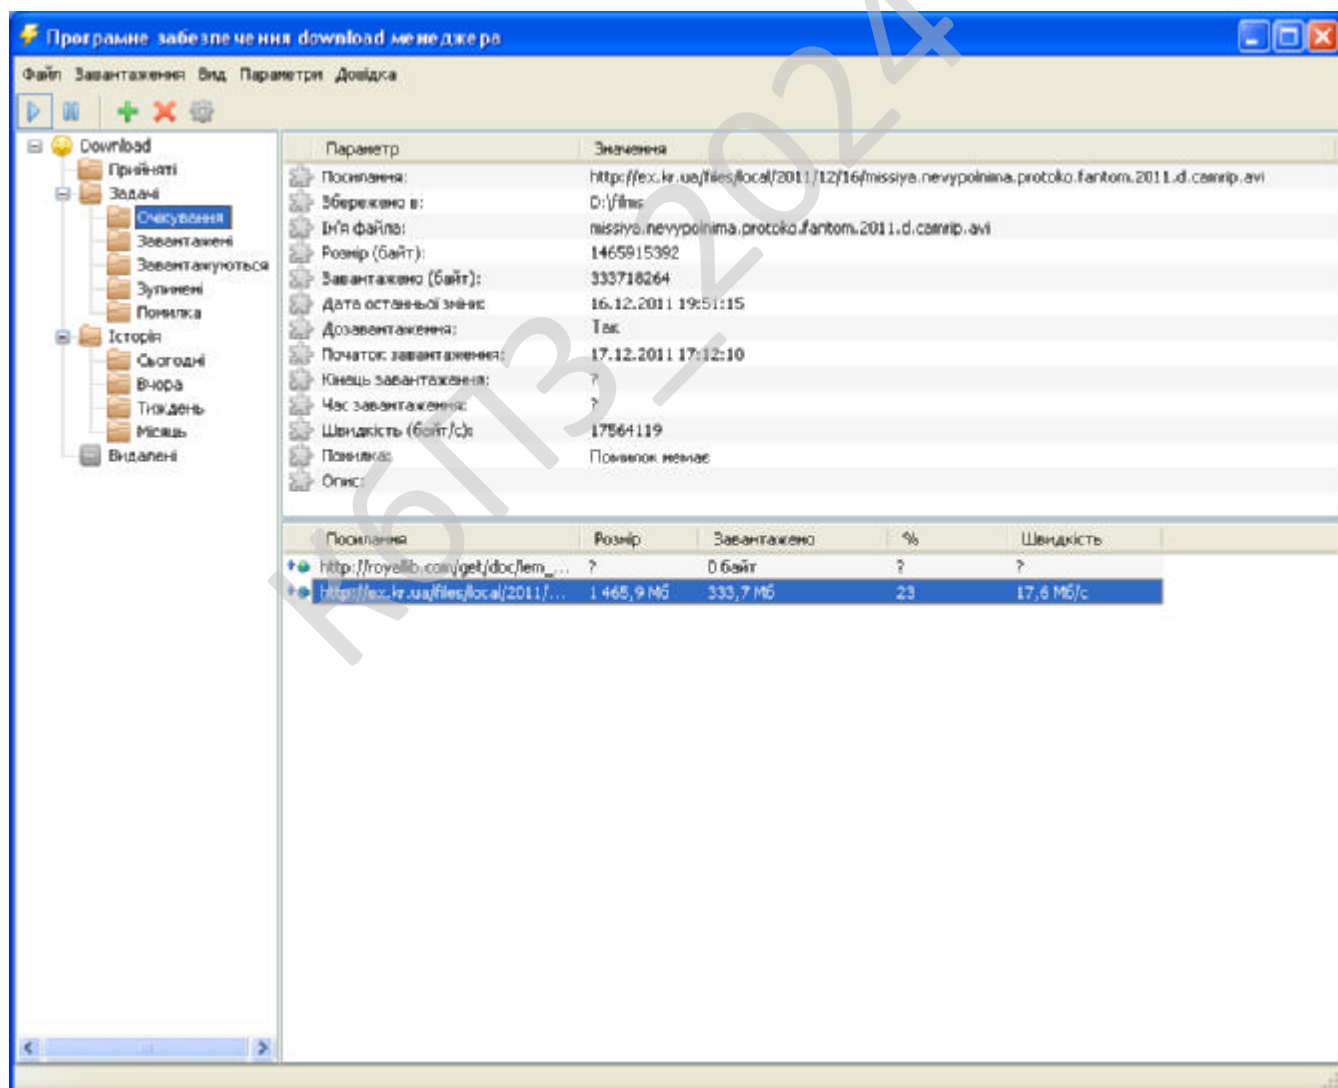 Програмне забезпечення download менеджера
Файл Завантаження Вид Параметри Довідка
Download
Прийняті
Задачі
Очікування
Завантажені
Завантажуються
Зупинені
Помилка
Історія
Сьогодні
Вчора
Тиждень
Місяць
Видалені
Параметр Значення
Посилання: http://ex.kr.ua/files/local/2011/12/16/missiya.nevypolnima.protoko.fantom.2011.d.camrip.avi
Збережено в: D:\films
Ім'я файла: missiya.nevypolnima.protoko.fantom.2011.d.camrip.avi
Розмір (байт): 1465915392
Завантажено (байт): 333718264
Дата останньої зміни: 16.12.2011 19:51:15
Дозавантаження: Так
Початок завантаження: 17.12.2011 17:12:10
Кінець завантаження: ?
Час завантаження: ?
Швидкість (байт/с): 17564119
Помилка: Помилок немає
Опис:
Посилання Розмір Завантажено % Швидкість
http://royallib.com/get/doc/lem_... ? 0 байт ? ?
http://ex.kr.ua/files/local/2011/... 1 465,9 Мб 333,7 Мб 23 17,6 Мб/с
КбПЗ_2024